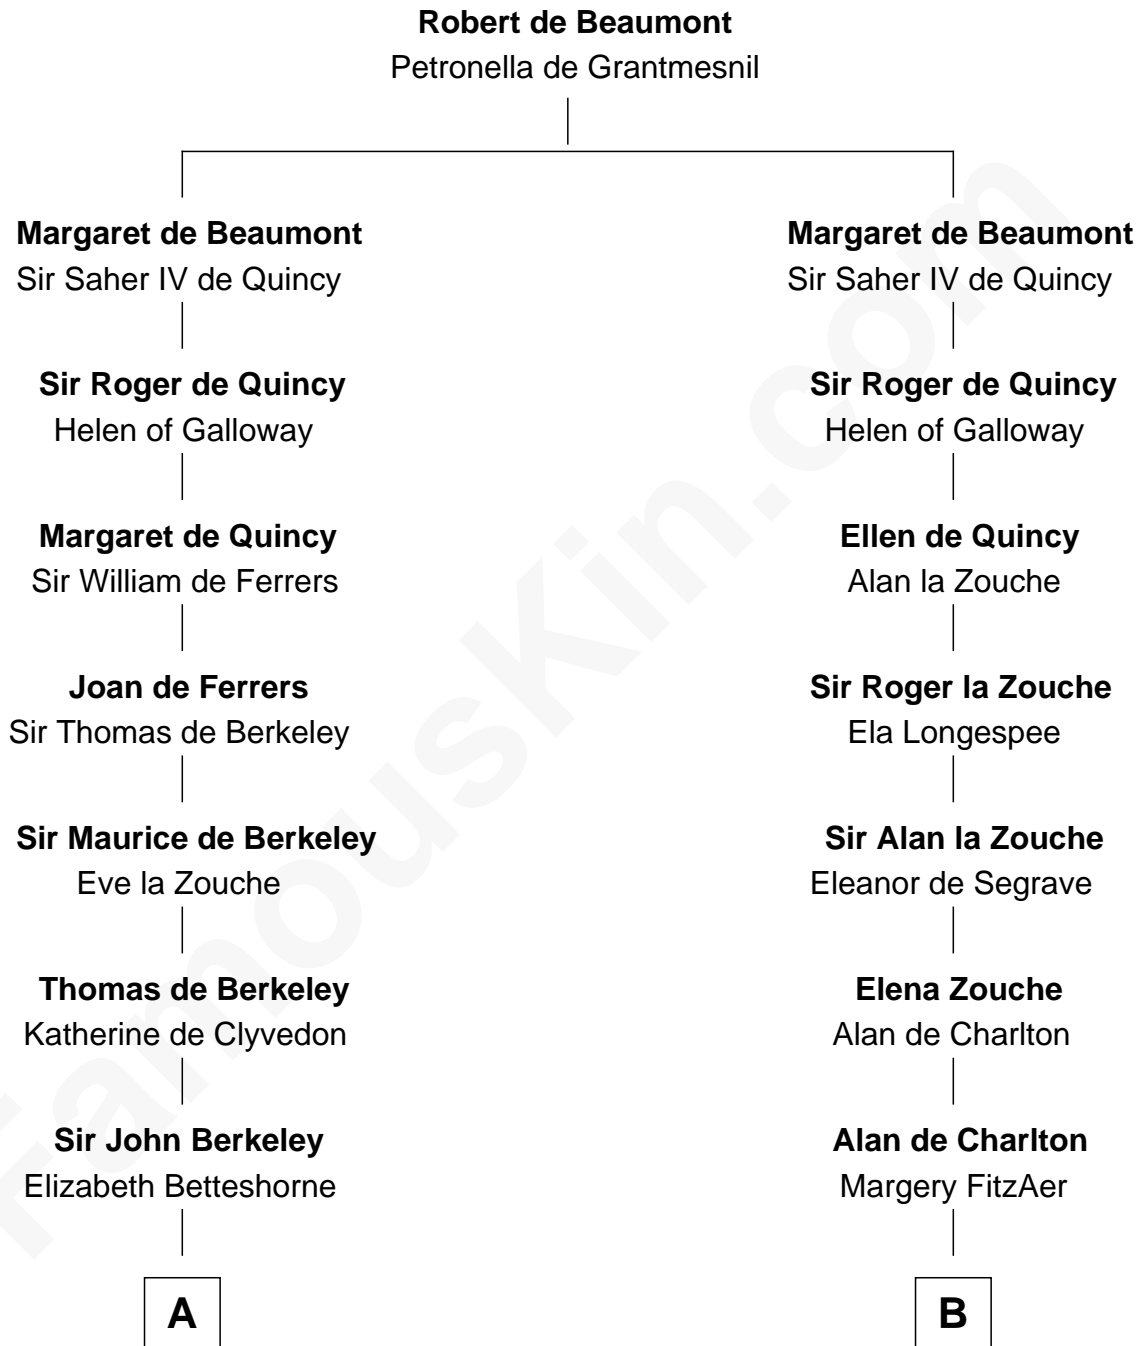 Robert de Beaumont
Petronella de Grantmesnil
Margaret de Beaumont
Sir Saher IV de Quincy
Margaret de Beaumont
Sir Saher IV de Quincy
Sir Roger de Quincy
Helen of Galloway
Sir Roger de Quincy
Helen of Galloway
Margaret de Quincy
Sir William de Ferrers
Ellen de Quincy
Alan la Zouche
Joan de Ferrers
Sir Thomas de Berkeley
Sir Roger la Zouche
Ela Longespee
Sir Maurice de Berkeley
Eve la Zouche
Sir Alan la Zouche
Eleanor de Segrave
Thomas de Berkeley
Katherine de Clyvedon
Elena Zouche
Alan de Charlton
Sir John Berkeley
Elizabeth Betteshorne
Alan de Charlton
Margery FitzAer
A
B
FamousKin.com